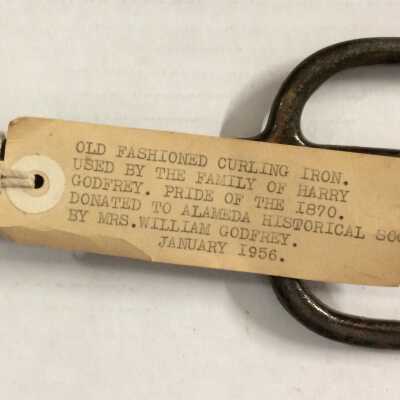 OLD FASHIONED CURLING IRON.
USED BY THE FAMILY OF HARRY
GODFREY. PRIDE OF THE 1870.
DONATED TO ALAMEDA HISTORICAL SOC
BY MRS.WILLIAM GODFREY.
JANUARY 1956.